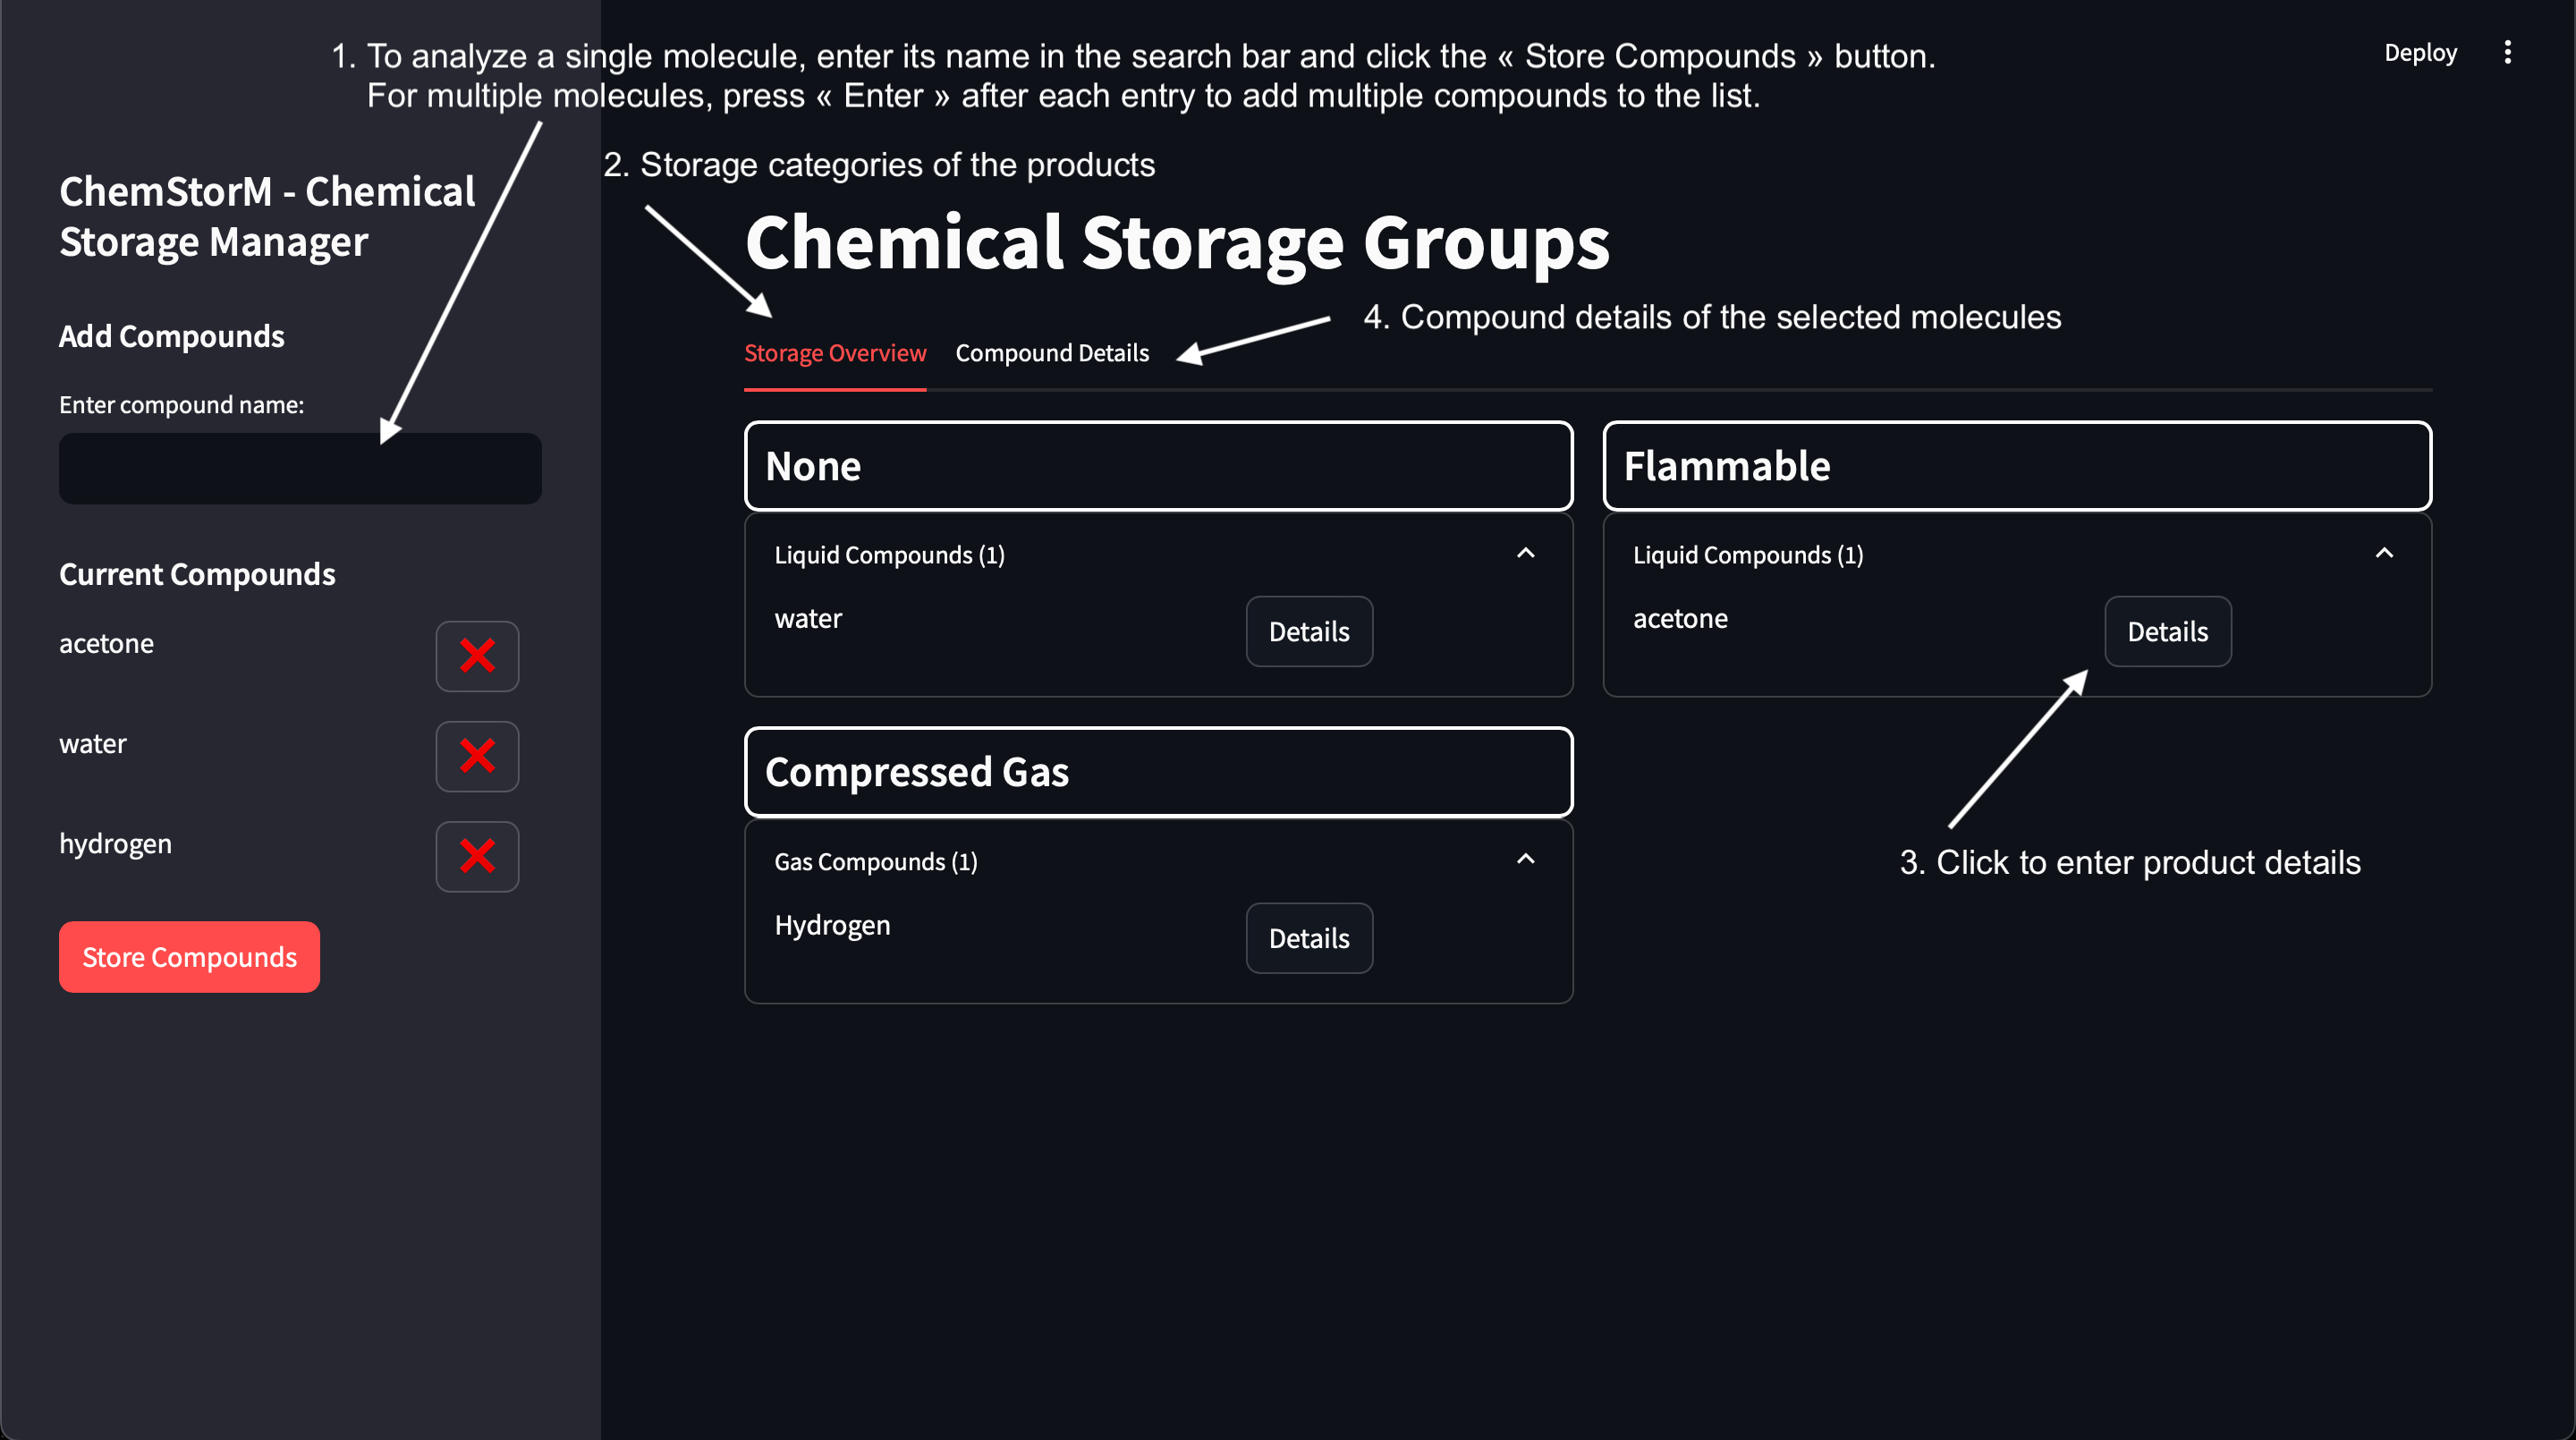 1. To analyze a single molecule, enter its name in the search bar and click the « Store Compounds » button.
For multiple molecules, press « Enter » after each entry to add multiple compounds to the list.
Deploy
ChemStorM - Chemical
Storage Manager
Add Compounds
Enter compound name:
Current Compounds
acetone
water
hydrogen
Store Compounds
2. Storage categories of the products
Chemical Storage Groups
4. Compound details of the selected molecules
Storage Overview
Compound Details
None
Liquid Compounds (1)
water
Details
Flammable
Liquid Compounds (1)
acetone
Details
Compressed Gas
Gas Compounds (1)
Hydrogen
Details
3. Click to enter product details